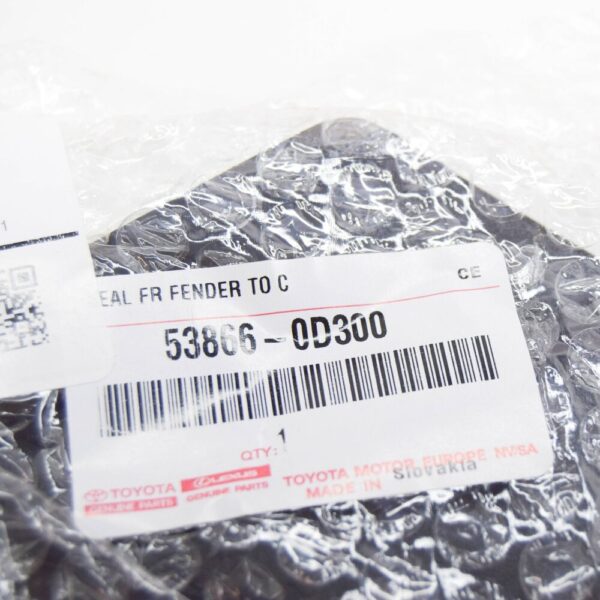 1
EAL FR FENDER TO C
CE
53866-0D300
QTY: 1
TOYOTA
GENUINE PARTS
LEXUS
GENUINE PARTS
TOYOTA MOTOR EUROPE NV/SA
MADE IN Slovakia